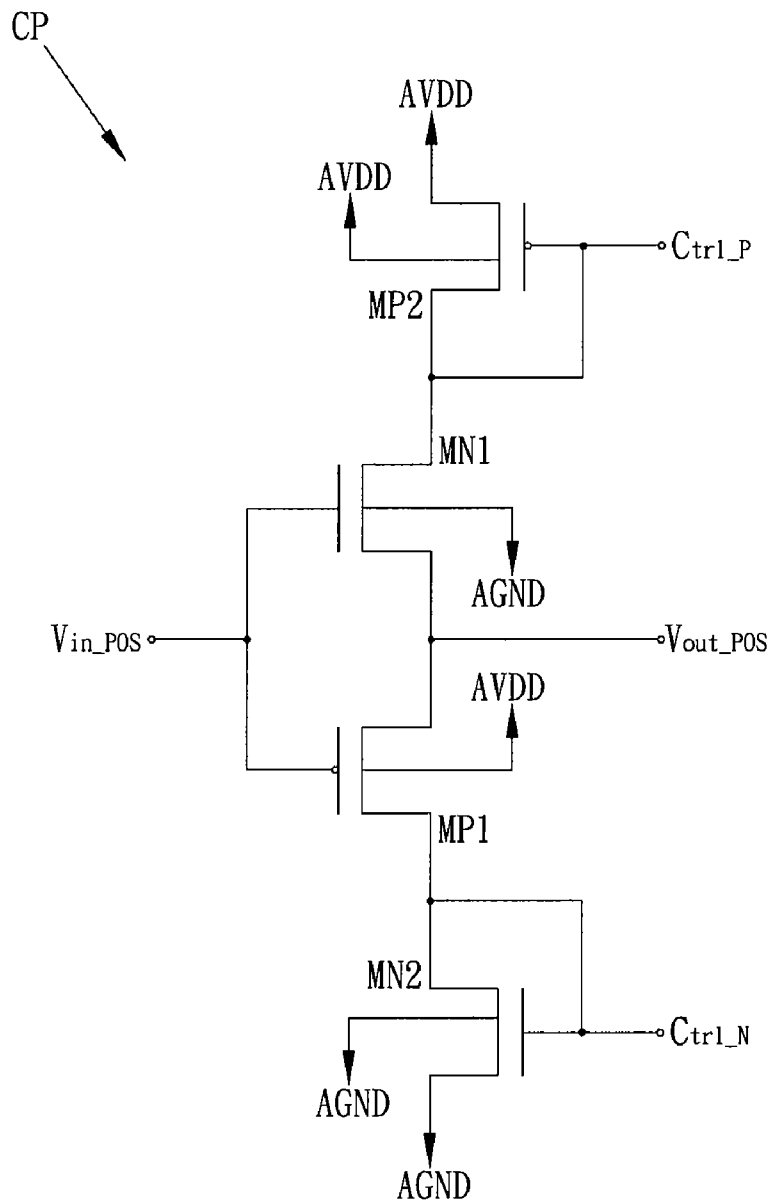 CP
AVDD
AVDD
Ctrl_P
MP2
MN1
AGND
Vin_POS
Vout_POS
AVDD
MP1
MN2
Ctrl_N
AGND
AGND